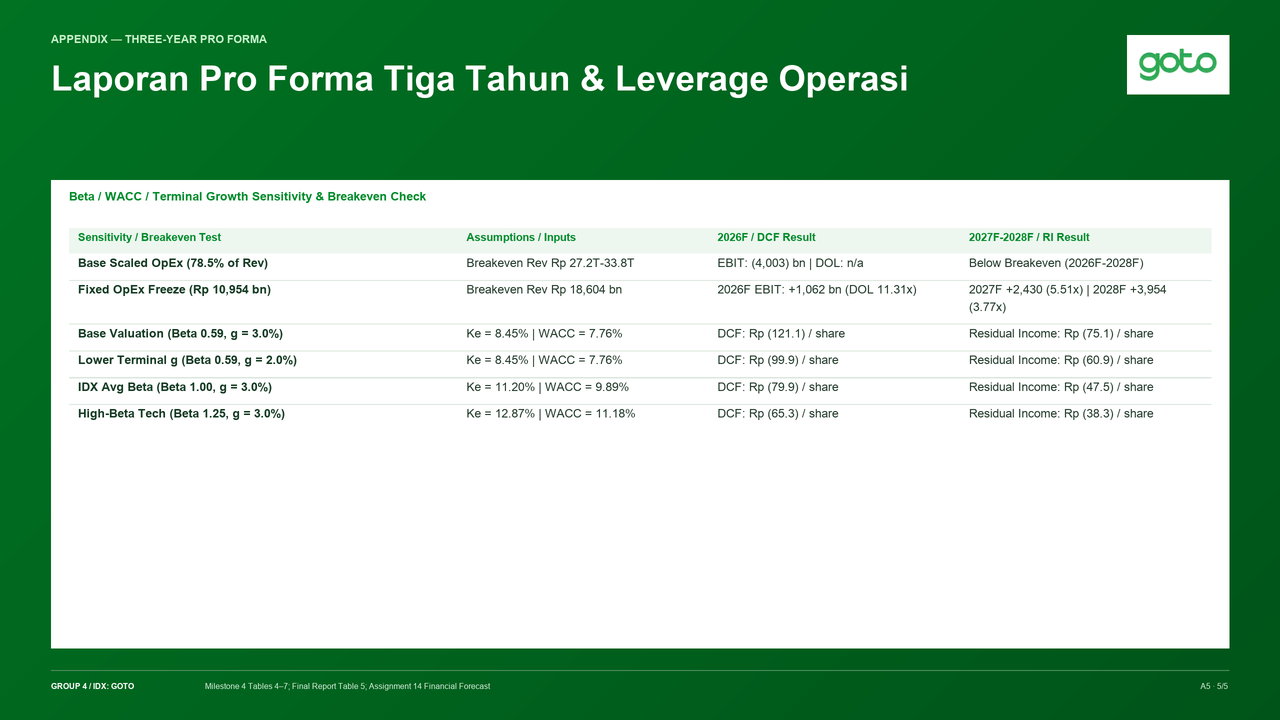 APPENDIX — THREE-YEAR PRO FORMA
Laporan Pro Forma Tiga Tahun & Leverage Operasi
goto
Beta / WACC / Terminal Growth Sensitivity & Breakeven Check
Sensitivity / Breakeven Test Assumptions / Inputs 2026F / DCF Result 2027F-2028F / RI Result
Base Scaled OpEx (78.5% of Rev) Breakeven Rev Rp 27.2T-33.8T EBIT: (4,003) bn | DOL: n/a Below Breakeven (2026F-2028F)
Fixed OpEx Freeze (Rp 10,954 bn) Breakeven Rev Rp 18,604 bn 2026F EBIT: +1,062 bn (DOL 11.31x) 2027F +2,430 (5.51x) | 2028F +3,954
(3.77x)
Base Valuation (Beta 0.59, g = 3.0%) Ke = 8.45% | WACC = 7.76% DCF: Rp (121.1) / share Residual Income: Rp (75.1) / share
Lower Terminal g (Beta 0.59, g = 2.0%) Ke = 8.45% | WACC = 7.76% DCF: Rp (99.9) / share Residual Income: Rp (60.9) / share
IDX Avg Beta (Beta 1.00, g = 3.0%) Ke = 11.20% | WACC = 9.89% DCF: Rp (79.9) / share Residual Income: Rp (47.5) / share
High-Beta Tech (Beta 1.25, g = 3.0%) Ke = 12.87% | WACC = 11.18% DCF: Rp (65.3) / share Residual Income: Rp (38.3) / share
GROUP 4 / IDX: GOTO Milestone 4 Tables 4–7; Final Report Table 5; Assignment 14 Financial Forecast A5 · 5/5